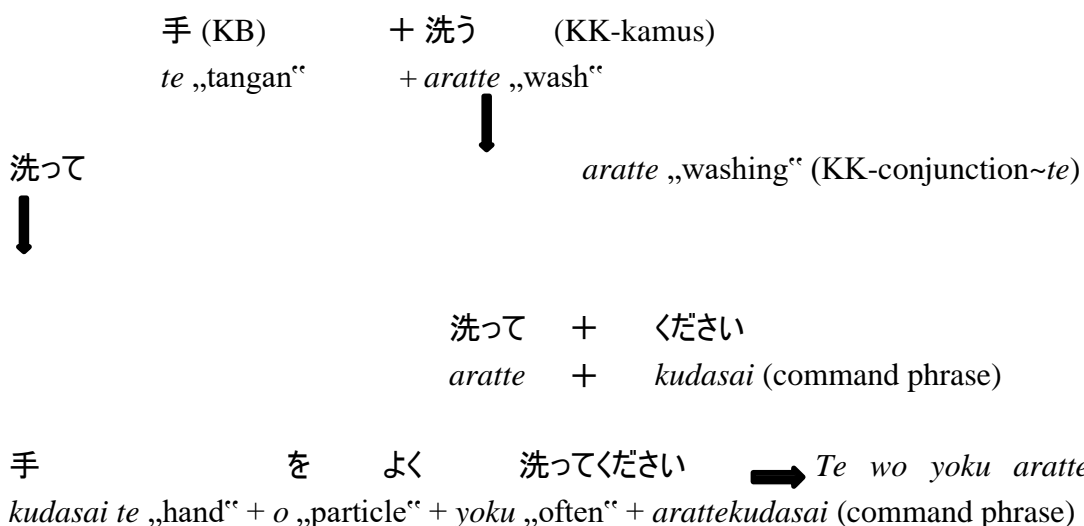 手 (KB) ＋ 洗う (KK-kamus)
te „tangan‟ + aratte „wash‟
洗って aratte „washing‟ (KK-conjunction~te)
洗って ＋ ください
aratte ＋ kudasai (command phrase)
手 を よく 洗ってください Te wo yoku aratte
kudasai te „hand‟ + o „particle‟ + yoku „often‟ + arattekudasai (command phrase)